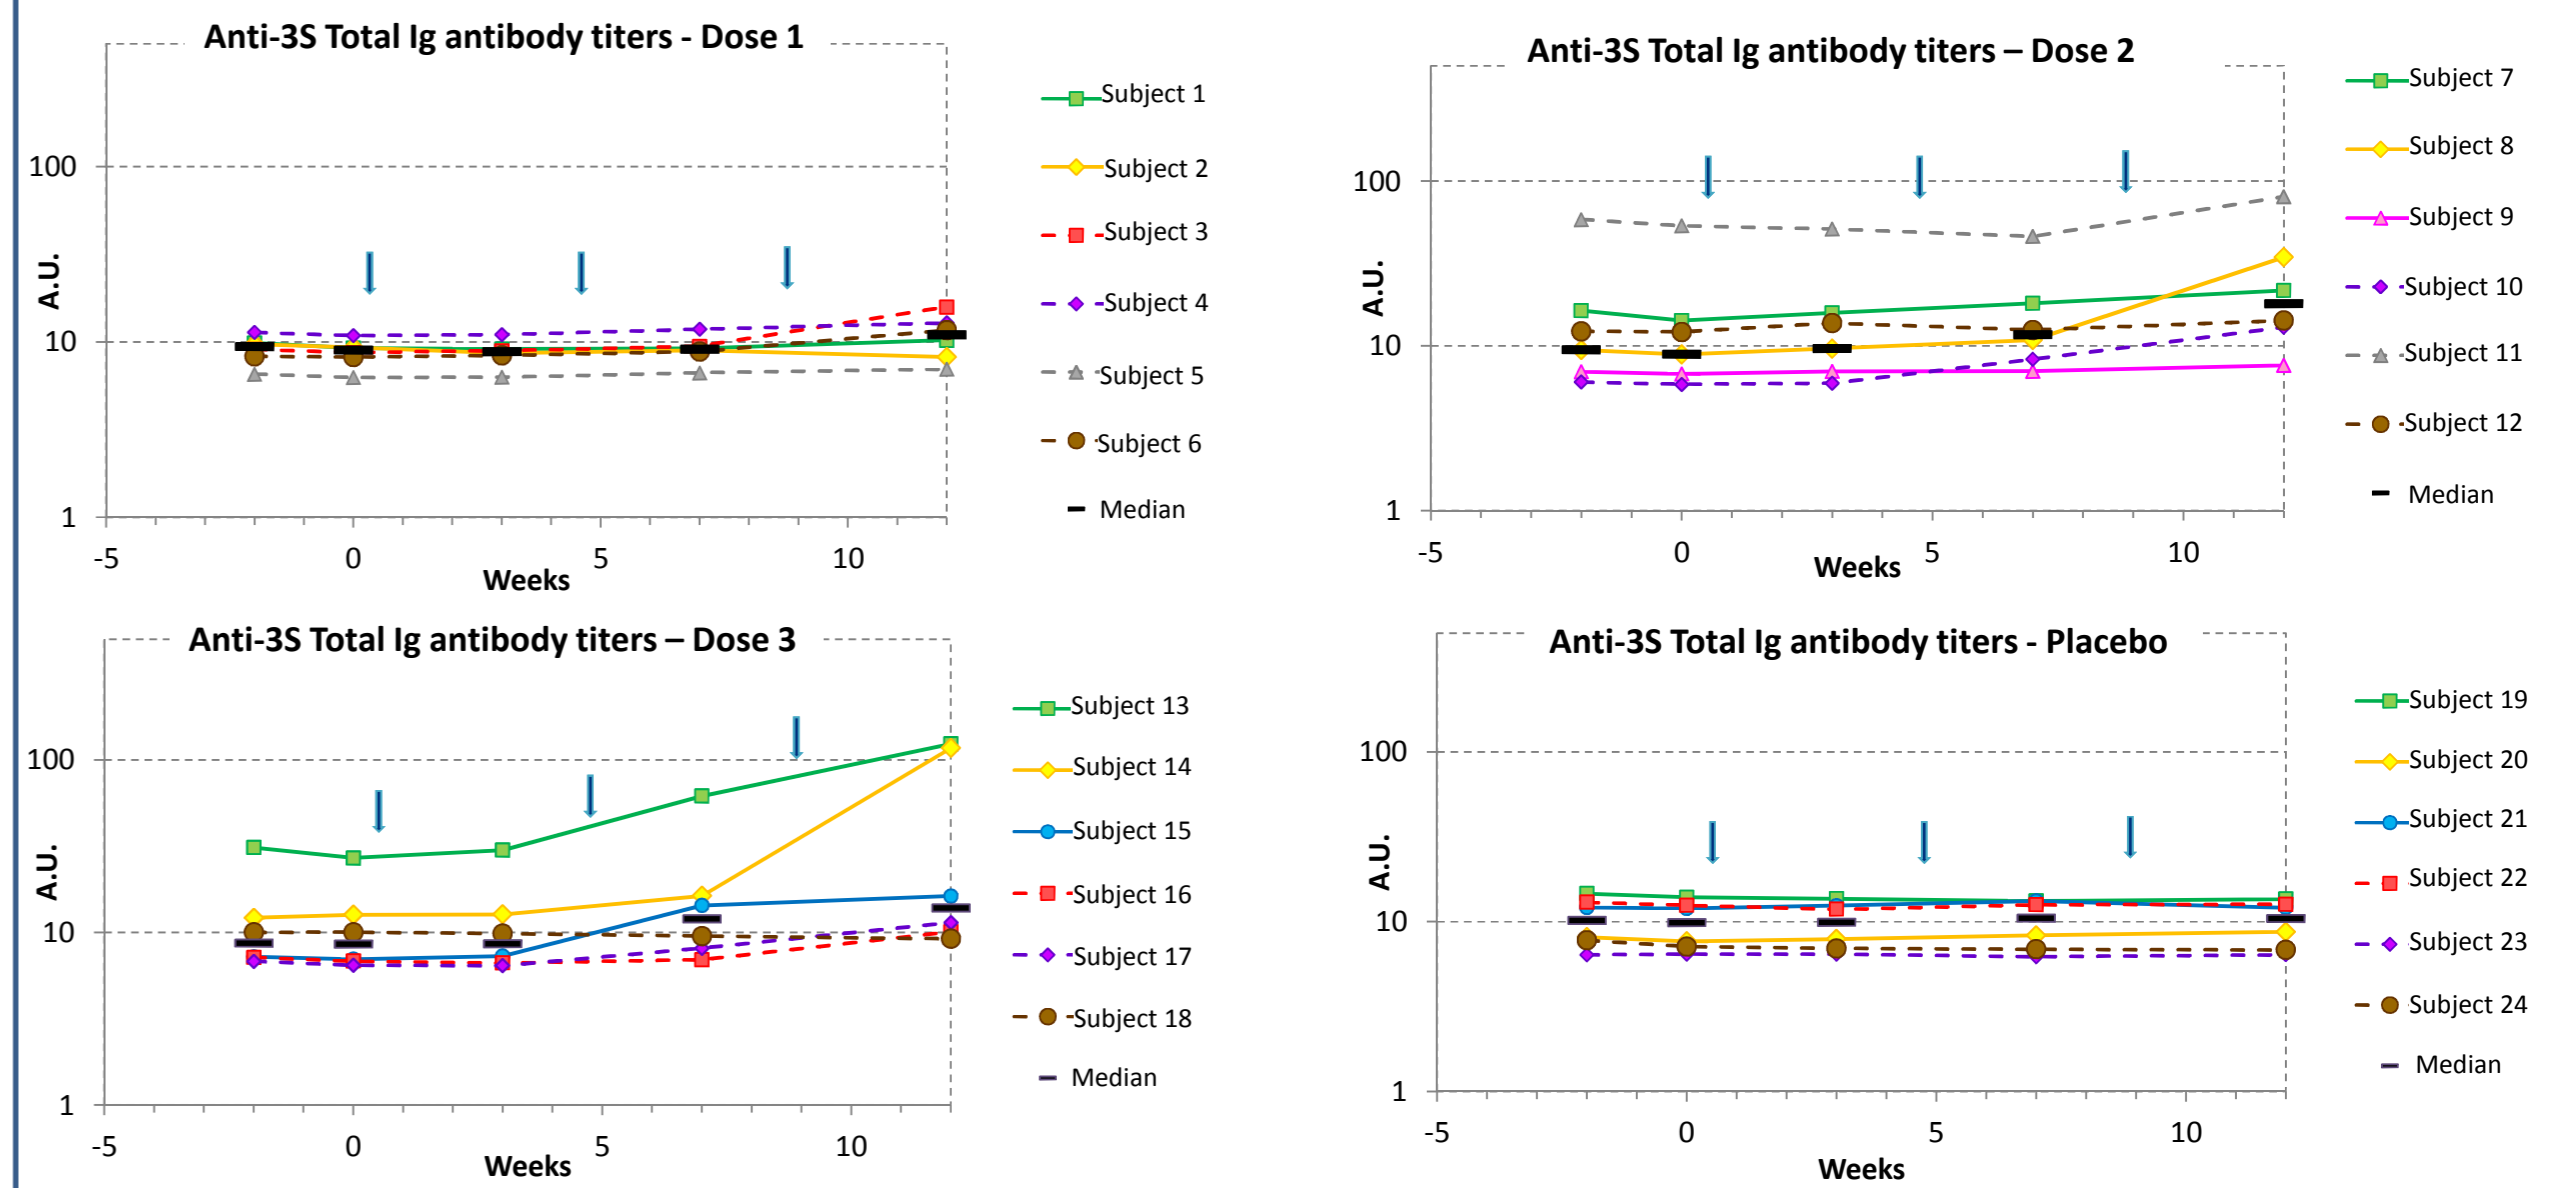 Anti-3S Total Ig antibody titers - Dose 1
100
10
1
A.U.
-5 0 5 10
Weeks
Subject 1
Subject 2
Subject 3
Subject 4
Subject 5
Subject 6
Median
Anti-3S Total Ig antibody titers – Dose 2
100
10
1
A.U.
-5 0 5 10
Weeks
Subject 7
Subject 8
Subject 9
Subject 10
Subject 11
Subject 12
Median
Anti-3S Total Ig antibody titers – Dose 3
100
10
1
A.U.
-5 0 5 10
Weeks
Subject 13
Subject 14
Subject 15
Subject 16
Subject 17
Subject 18
Median
Anti-3S Total Ig antibody titers - Placebo
100
10
1
A.U.
-5 0 5 10
Weeks
Subject 19
Subject 20
Subject 21
Subject 22
Subject 23
Subject 24
Median